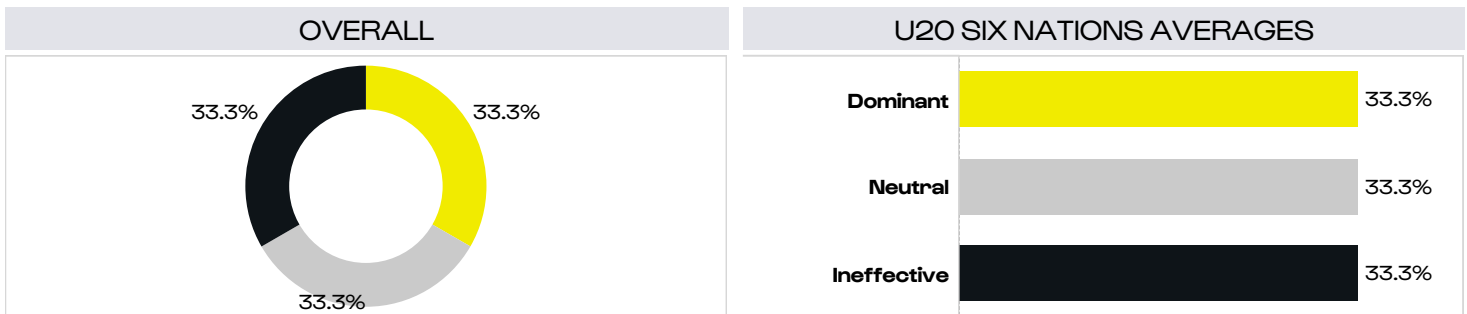 OVERALL
33.3%
33.3%
33.3%
U20 SIX NATIONS AVERAGES
Dominant
33.3%
Neutral
33.3%
Ineffective
33.3%